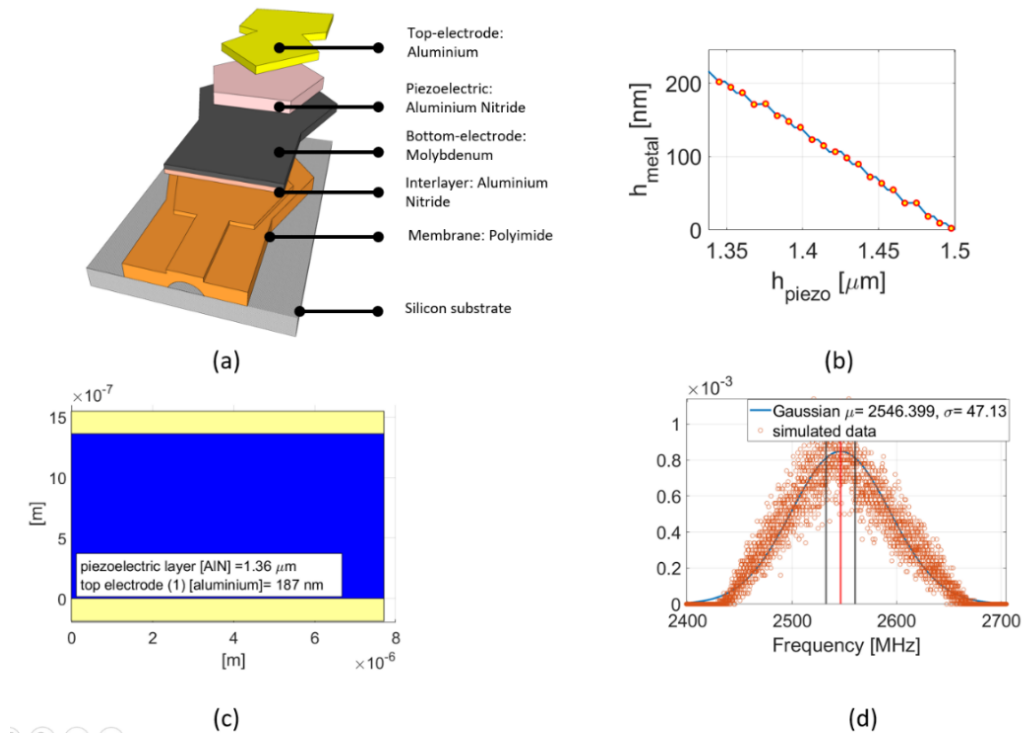 Top-electrode:
Aluminium
Piezoelectric:
Aluminium Nitride
Bottom-electrode:
Molybdenum
Interlayer: Aluminium
Nitride
Membrane: Polyimide
Silicon substrate
(a)
h_metal [nm]
200
100
0
1.35 1.4 1.45 1.5
h_piezo [μm]
(b)
×10^-7
15
10
5
0
[m]
piezoelectric layer [AlN] =1.36 μm
top electrode (1) [aluminium]= 187 nm
0 2 4 6 8
[m]
×10^-6
(c)
×10^-3
Gaussian μ= 2546.399, σ= 47.13
simulated data
1
0.8
0.6
0.4
0.2
0
2400 2500 2600 2700
Frequency [MHz]
(d)